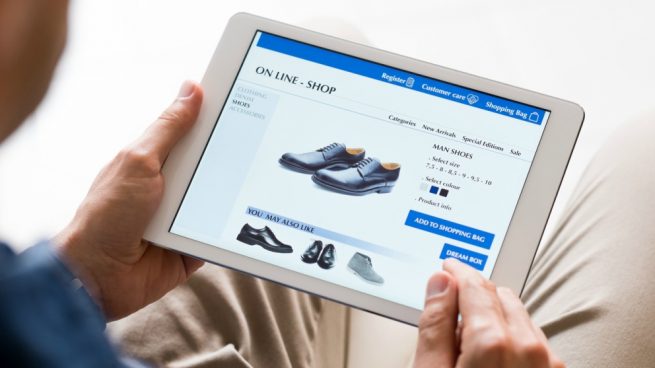 Register
Customer care
Shopping Bag
ON LINE - SHOP
Categories New Arrivals Special Editions Sale
CLOTHING
DENIM
SHOES
ACCESSORIES
MAN SHOES
. Select size
7,5 - 8 - 8,5 - 9 - 9,5 - 10
. Select colour
. Product info
ADD TO SHOPPING BAG
DREAM BOX
YOU MAY ALSO LIKE